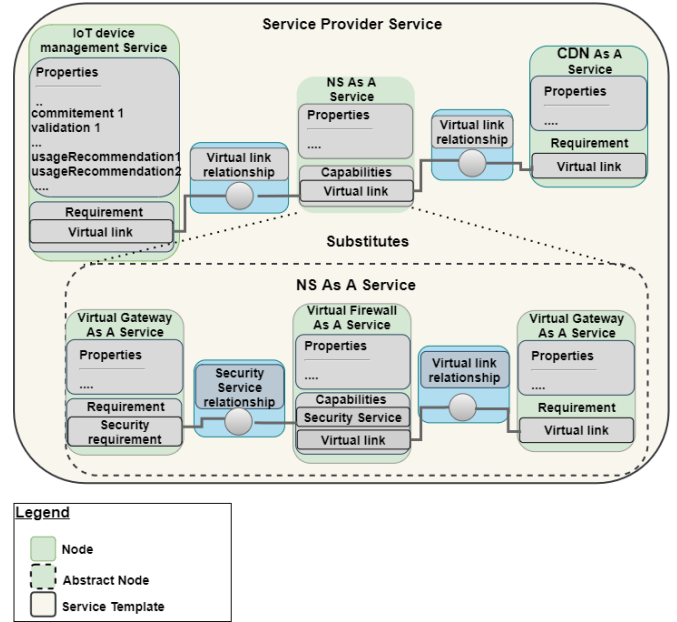 Service Provider Service
IoT device
management Service
Properties
..
commitement 1
validation 1
...
usageRecommendation1
usageRecommendation2
....
Requirement
Virtual link
Virtual link
relationship
NS As A
Service
Properties
....
Capabilities
Virtual link
Virtual link
relationship
CDN As A
Service
Properties
....
Requirement
Virtual link
Substitutes
NS As A Service
Virtual Gateway
As A Service
Properties
....
Requirement
Security
requirement
Security
Service
relationship
Virtual Firewall
As A Service
Properties
....
Capabilities
Security Service
Virtual link
Virtual link
relationship
Virtual Gateway
As A Service
Properties
....
Requirement
Virtual link
Legend
Node
Abstract Node
Service Template